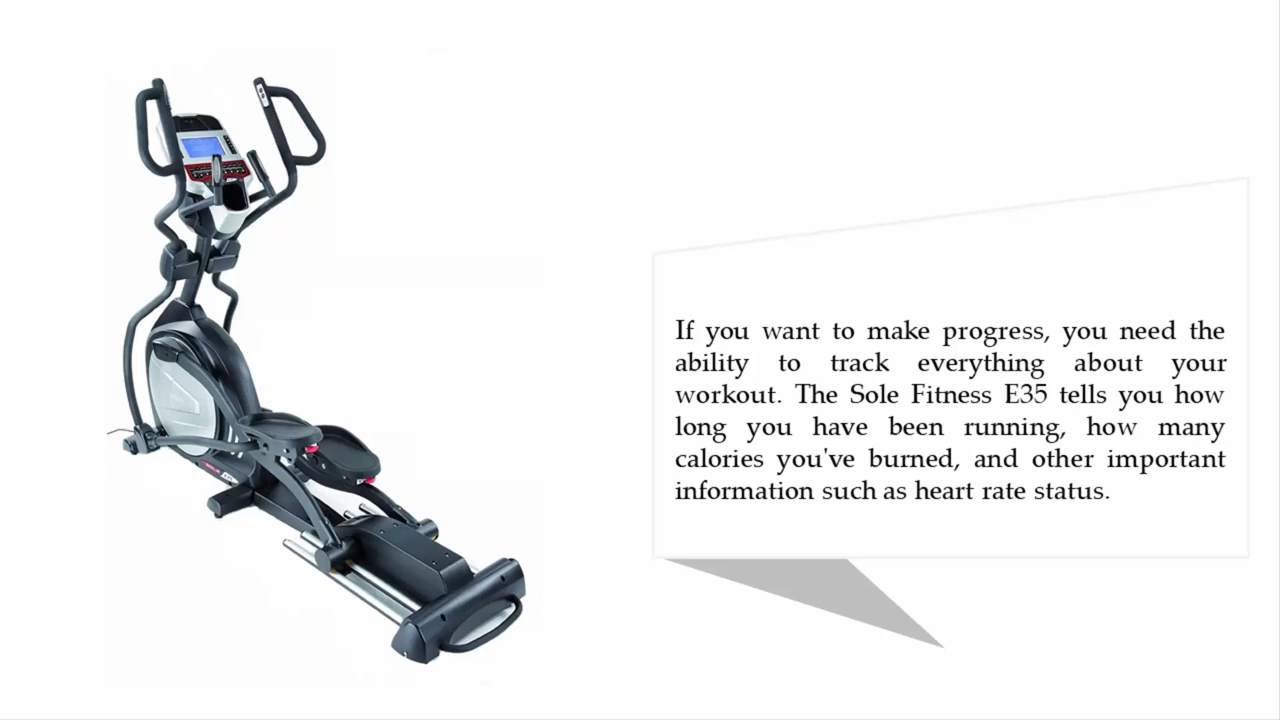 If you want to make progress, you need the
ability to track everything about your
workout. The Sole Fitness E35 tells you how
long you have been running, how many
calories you've burned, and other important
information such as heart rate status.